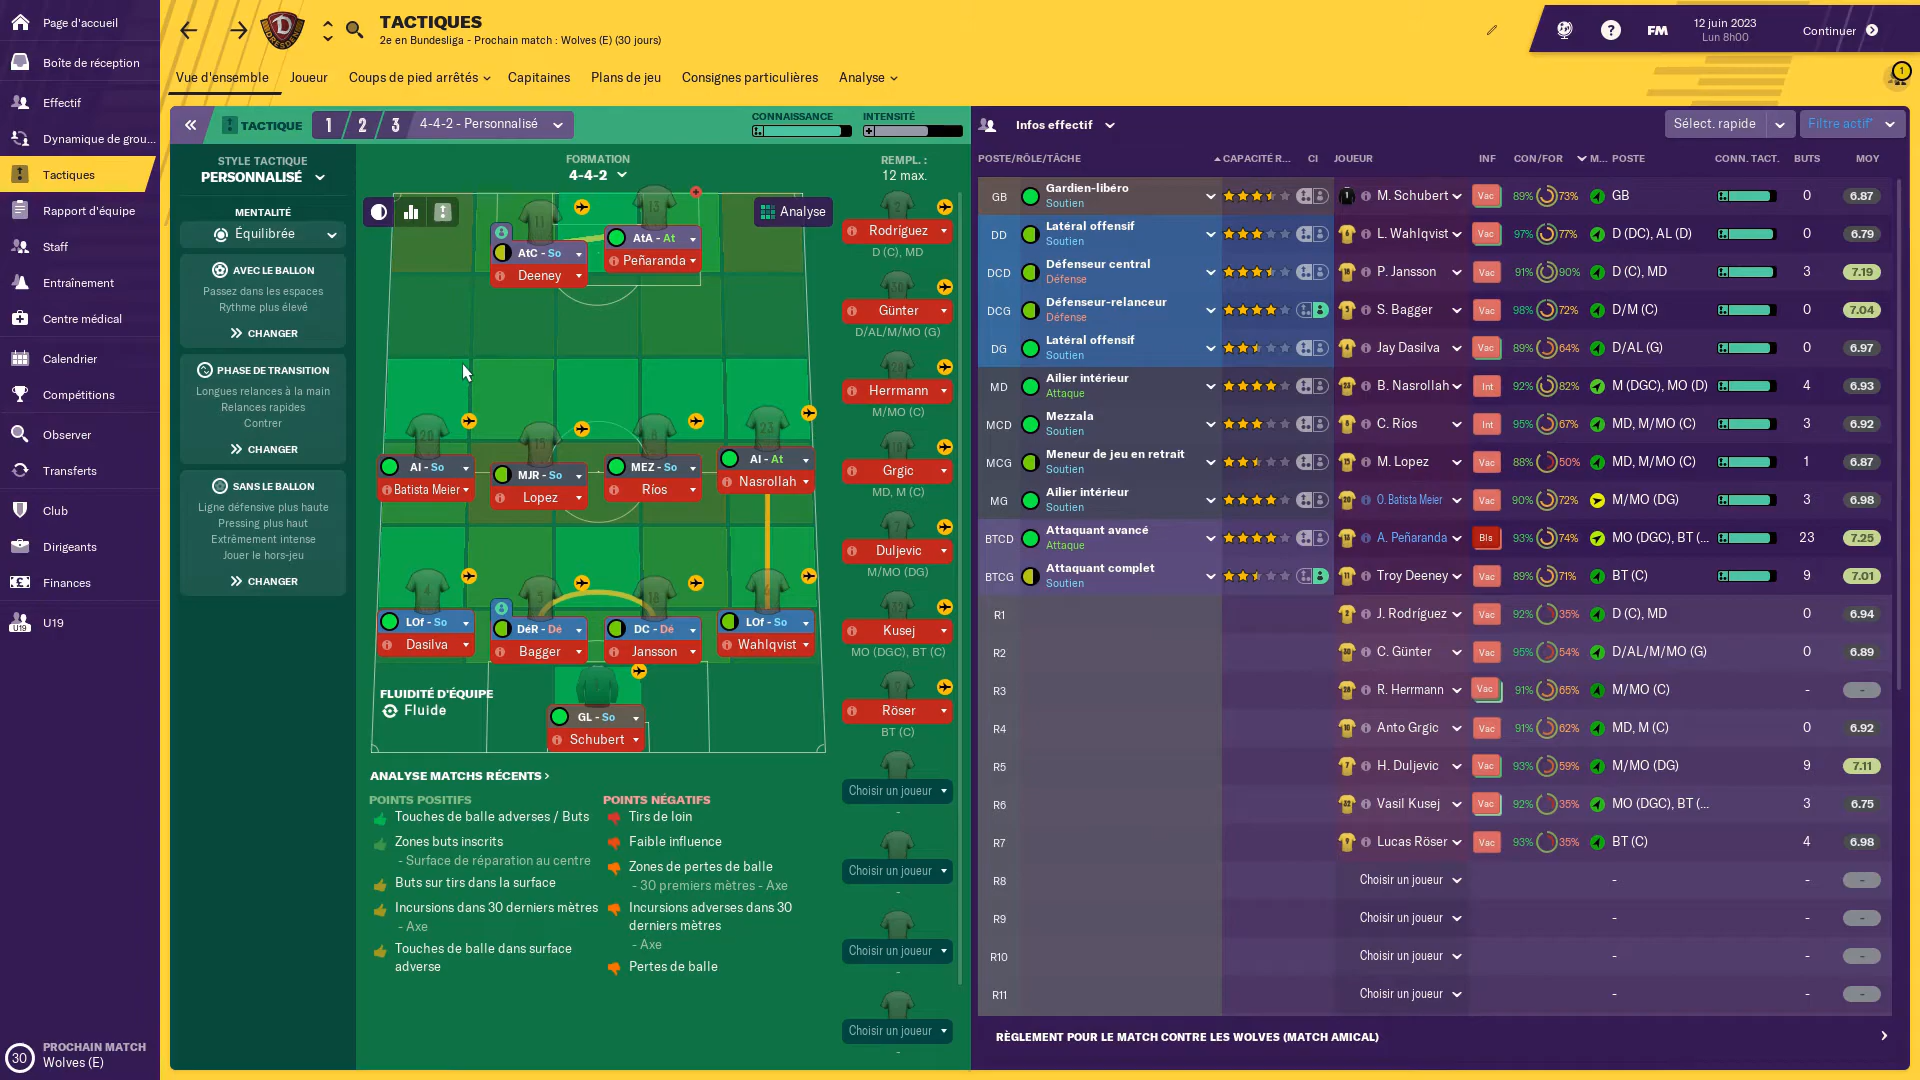 Page d'accueil
Boîte de réception
Effectif
Dynamique de grou...
Tactiques
Rapport d'équipe
Staff
Entraînement
Centre médical
Calendrier
Compétitions
Observer
Transferts
Club
Dirigeants
Finances
U19
U19
30
PROCHAIN MATCH
Wolves (E)
TACTIQUES
2e en Bundesliga - Prochain match : Wolves (E) (30 jours)
FM
12 juin 2023
Lun 8h00
Continuer
1
Vue d'ensemble
Joueur
Coups de pied arrêtés
Capitaines
Plans de jeu
Consignes particulières
Analyse
TACTIQUE
1 2 3
4-4-2 - Personnalisé
CONNAISSANCE
INTENSITÉ
STYLE TACTIQUE
PERSONNALISÉ
MENTALITÉ
Équilibrée
AVEC LE BALLON
Passez dans les espaces
Rythme plus élevé
CHANGER
PHASE DE TRANSITION
Longues relances à la main
Relances rapides
Contrer
CHANGER
SANS LE BALLON
Ligne défensive plus haute
Pressing plus haut
Extrêmement intense
Jouer le hors-jeu
CHANGER
FORMATION
4-4-2
Analyse
11
AtC - So
Deeney
13
AtA - At
Peñaranda
20
AI - So
Batista Meier
15
MJR - So
Lopez
8
MEZ - So
Ríos
23
AI - At
Nasrollah
4
LOf - So
Dasilva
5
DéR - Dé
Bagger
18
DC - Dé
Jansson
6
LOf - So
Wahlqvist
GL - So
Schubert
FLUIDITÉ D'ÉQUIPE
Fluide
ANALYSE MATCHS RÉCENTS >
POINTS POSITIFS
Touches de balle adverses / Buts
Zones buts inscrits
- Surface de réparation au centre
Buts sur tirs dans la surface
Incursions dans 30 derniers mètres
- Axe
Touches de balle dans surface
adverse
POINTS NÉGATIFS
Tirs de loin
Faible influence
Zones de pertes de balle
- 30 premiers mètres - Axe
Incursions adverses dans 30
derniers mètres
- Axe
Pertes de balle
REMPL. :
12 max.
2
Rodríguez
D (C), MD
30
Günter
D/AL/M/MO (G)
28
Herrmann
M/MO (C)
Grgic
MD, M (C)
7
Duljevic
M/MO (DG)
32
Kusej
MO (DGC), BT (C)
9
Röser
BT (C)
Choisir un joueur
-
Choisir un joueur
-
Choisir un joueur
-
Choisir un joueur
-
Infos effectif
Sélect. rapide
Filtre actif*
POSTE/RÔLE/TÂCHE CAPACITÉ R... CI JOUEUR INF CON/FOR M... POSTE CONN. TACT. BUTS MOY
GB Gardien-libéro Soutien M. Schubert Vac 89% 73% GB 0 6.87
DD Latéral offensif Soutien L. Wahlqvist Vac 97% 77% D (DC), AL (D) 0 6.79
DCD Défenseur central Défense P. Jansson Vac 91% 90% D (C), MD 3 7.19
DCG Défenseur-relanceur Défense S. Bagger Vac 98% 72% D/M (C) 0 7.04
DG Latéral offensif Soutien Jay Dasilva Vac 89% 64% D/AL (G) 0 6.97
MD Ailier intérieur Attaque B. Nasrollah Int 92% 82% M (DGC), MO (D) 4 6.93
MCD Mezzala Soutien C. Ríos Int 95% 67% MD, M/MO (C) 3 6.92
MCG Meneur de jeu en retrait Soutien M. Lopez Vac 88% 50% MD, M/MO (C) 1 6.87
MG Ailier intérieur Soutien O. Batista Meier Vac 90% 72% M/MO (DG) 3 6.98
BTCD Attaquant avancé Attaque A. Peñaranda Bls 93% 74% MO (DGC), BT (... 23 7.25
BTCG Attaquant complet Soutien Troy Deeney Vac 89% 71% BT (C) 9 7.01
R1 J. Rodríguez Vac 92% 35% D (C), MD 0 6.94
R2 C. Günter Vac 95% 54% D/AL/M/MO (G) 0 6.89
R3 R. Herrmann Vac 91% 65% M/MO (C) - -
R4 Anto Grgic Vac 91% 62% MD, M (C) 0 6.92
R5 H. Duljevic Vac 93% 59% M/MO (DG) 9 7.11
R6 Vasil Kusej Vac 92% 35% MO (DGC), BT (... 3 6.75
R7 Lucas Röser Vac 93% 35% BT (C) 4 6.98
R8 Choisir un joueur - - -
R9 Choisir un joueur - - -
R10 Choisir un joueur - - -
R11 Choisir un joueur - - -
RÈGLEMENT POUR LE MATCH CONTRE LES WOLVES (MATCH AMICAL)